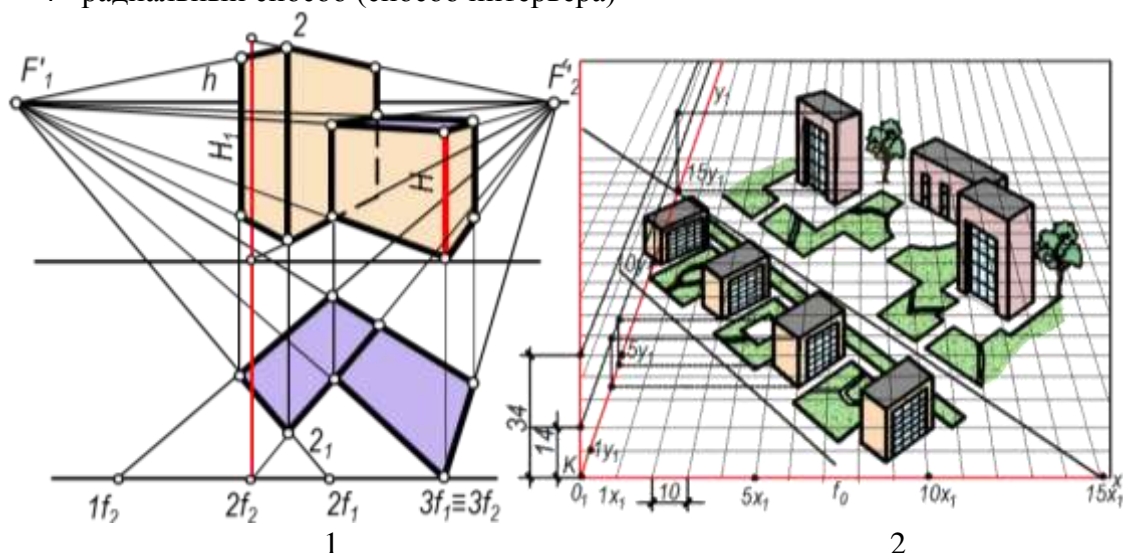 радиальный способ (способ интерьера)
2
F'₁
h
F'₂
H₁
H
y₁
15y₁
5y₁
34
14
1y₁
2₁
K
0₁ 1x₁ 10 5x₁ f₀ 10x₁ 15x₁ x
1f₂ 2f₂ 2f₁ 3f₁≡3f₂
1 2